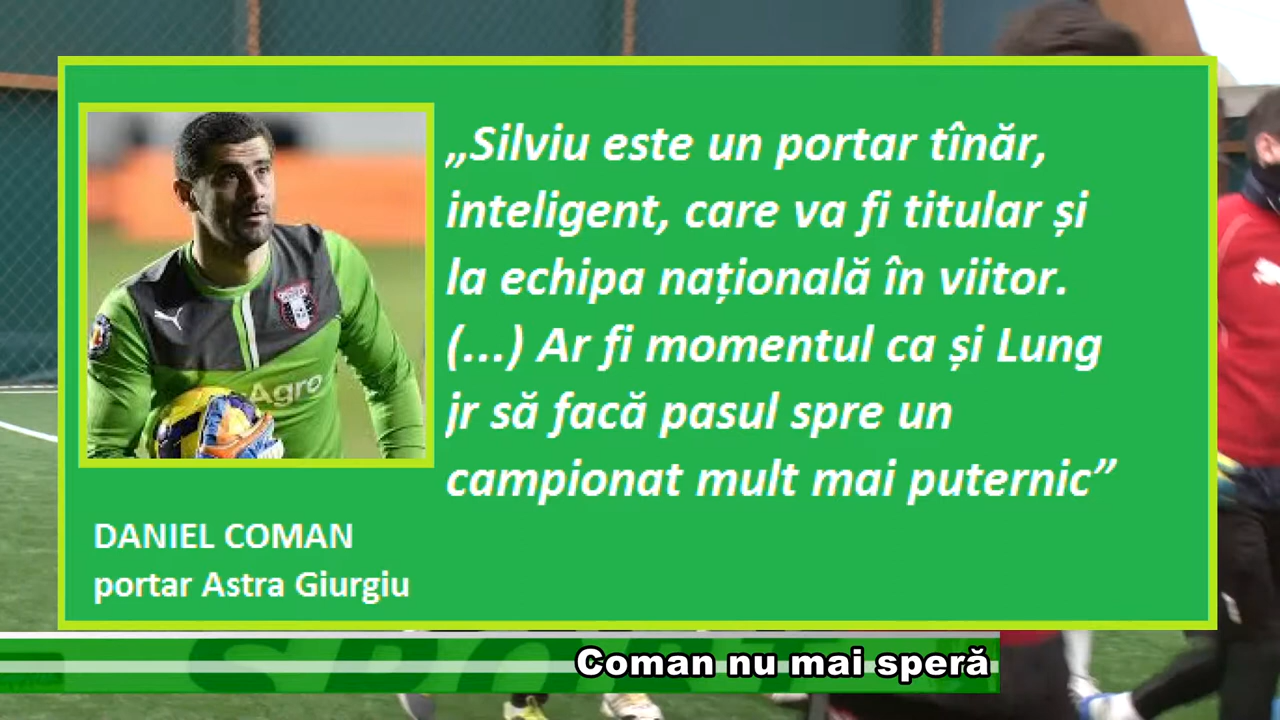 „Silviu este un portar tînăr,
inteligent, care va fi titular și
la echipa națională în viitor.
(...) Ar fi momentul ca și Lung
jr să facă pasul spre un
campionat mult mai puternic”
Agro
DANIEL COMAN
portar Astra Giurgiu
SPORT
Coman nu mai speră